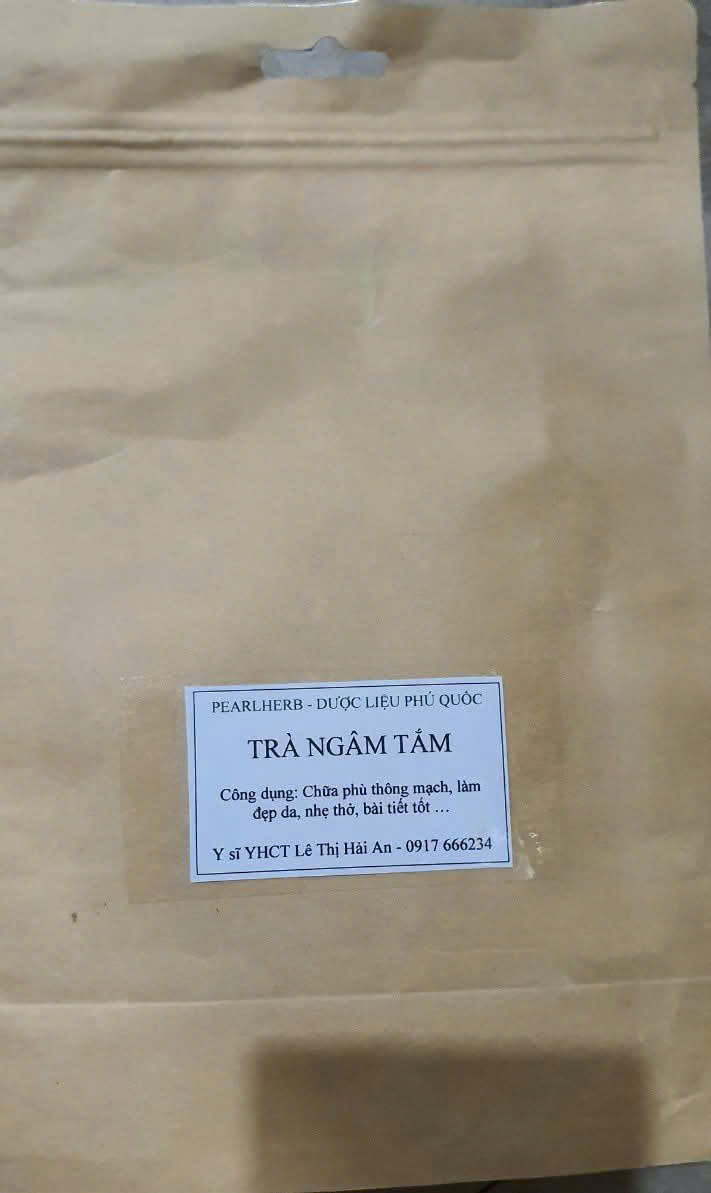 PEARLHERB - DƯỢC LIỆU PHÚ QUỐC
TRÀ NGÂM TẮM
Công dụng: Chữa phù thông mạch, làm
đẹp da, nhẹ thở, bài tiết tốt ...
Y sĩ YHCT Lê Thị Hải An - 0917 666234